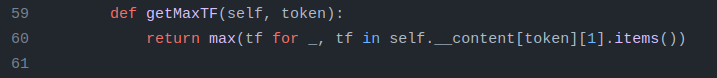 59 def getMaxTF(self, token):
60 return max(tf for _, tf in self.__content[token][1].items())
61